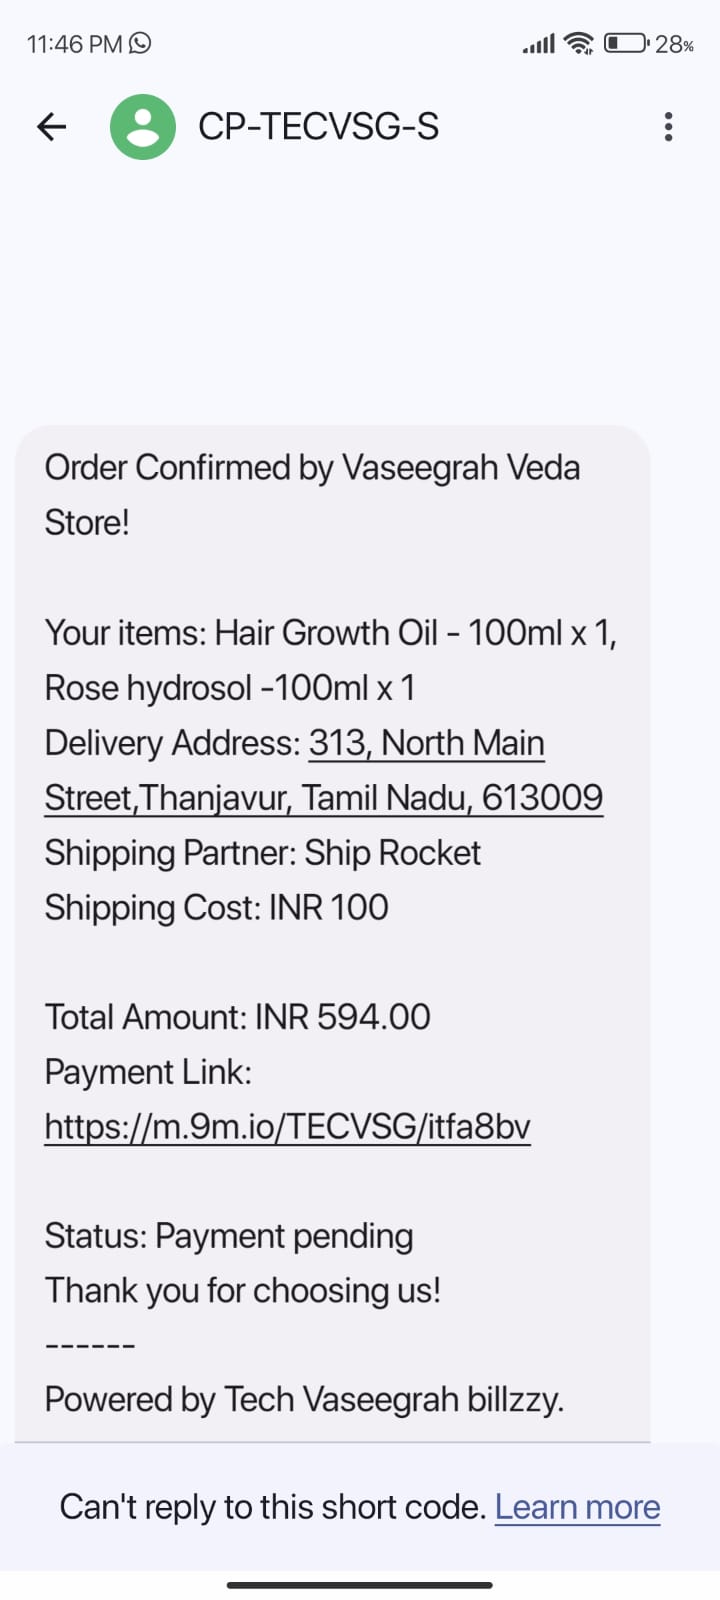 11:46 PM
28%
CP-TECVSG-S
Order Confirmed by Vaseegrah Veda
Store!
Your items: Hair Growth Oil - 100ml x 1,
Rose hydrosol -100ml x 1
Delivery Address: 313, North Main
Street,Thanjavur, Tamil Nadu, 613009
Shipping Partner: Ship Rocket
Shipping Cost: INR 100
Total Amount: INR 594.00
Payment Link:
https://m.9m.io/TECVSG/itfa8bv
Status: Payment pending
Thank you for choosing us!
------
Powered by Tech Vaseegrah billzzy.
Can't reply to this short code. Learn more